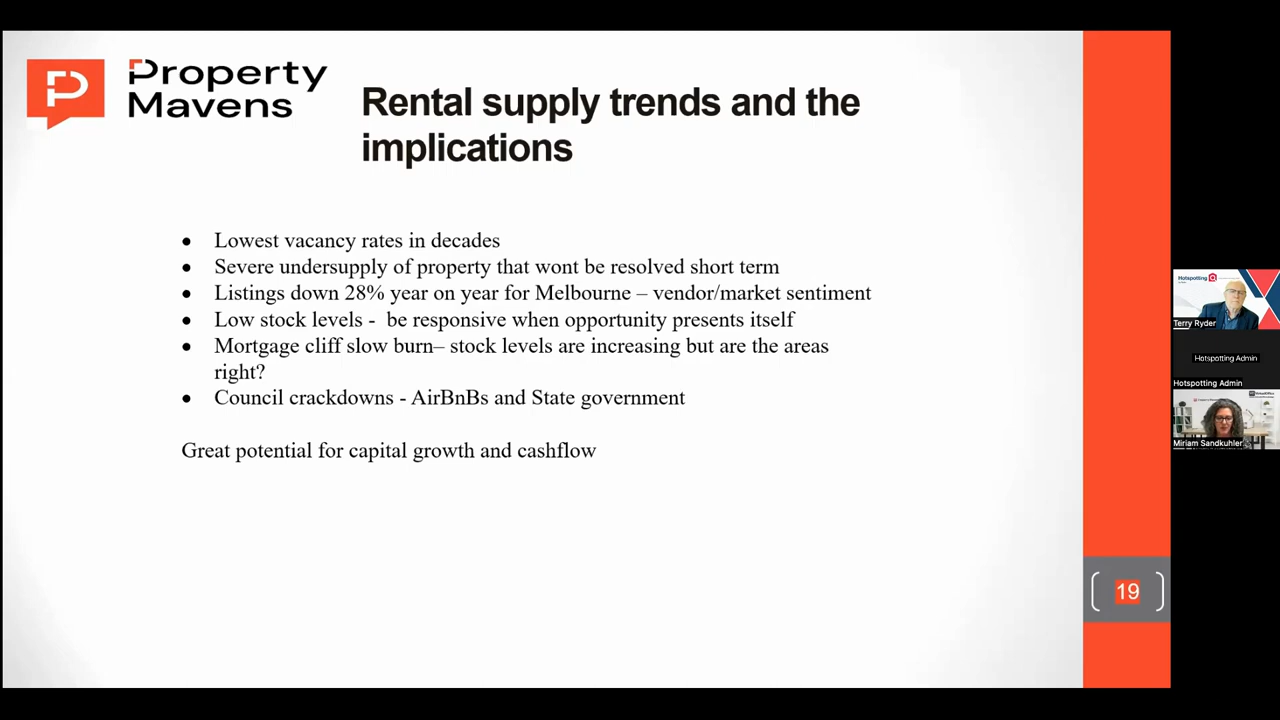 Property
Mavens
Rental supply trends and the
implications
• Lowest vacancy rates in decades
• Severe undersupply of property that wont be resolved short term
• Listings down 28% year on year for Melbourne – vendor/market sentiment
• Low stock levels - be responsive when opportunity presents itself
• Mortgage cliff slow burn– stock levels are increasing but are the areas
right?
• Council crackdowns - AirBnBs and State government
Great potential for capital growth and cashflow
19
Hotspotting
Terry Ryder
Hotspotting Admin
Hotspotting Admin
Miriam Sandkuhler